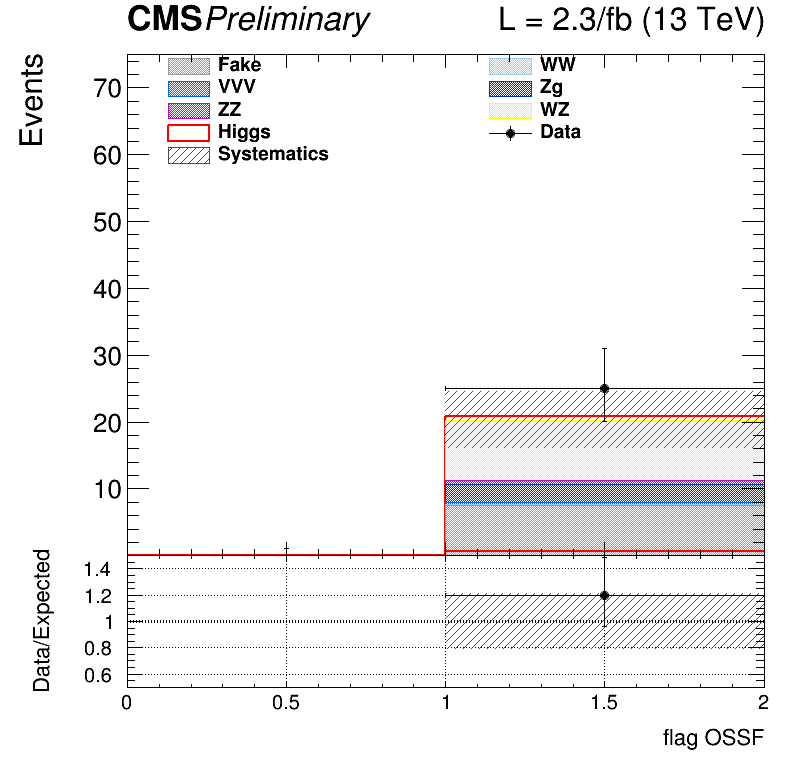 CMS Preliminary L = 2.3/fb (13 TeV)
Events
70
60
50
40
30
20
10
Fake WW
VVV Zg
ZZ WZ
Higgs Data
Systematics
Data/Expected
1.4
1.2
1
0.8
0.6
0 0.5 1 1.5 2
flag OSSF